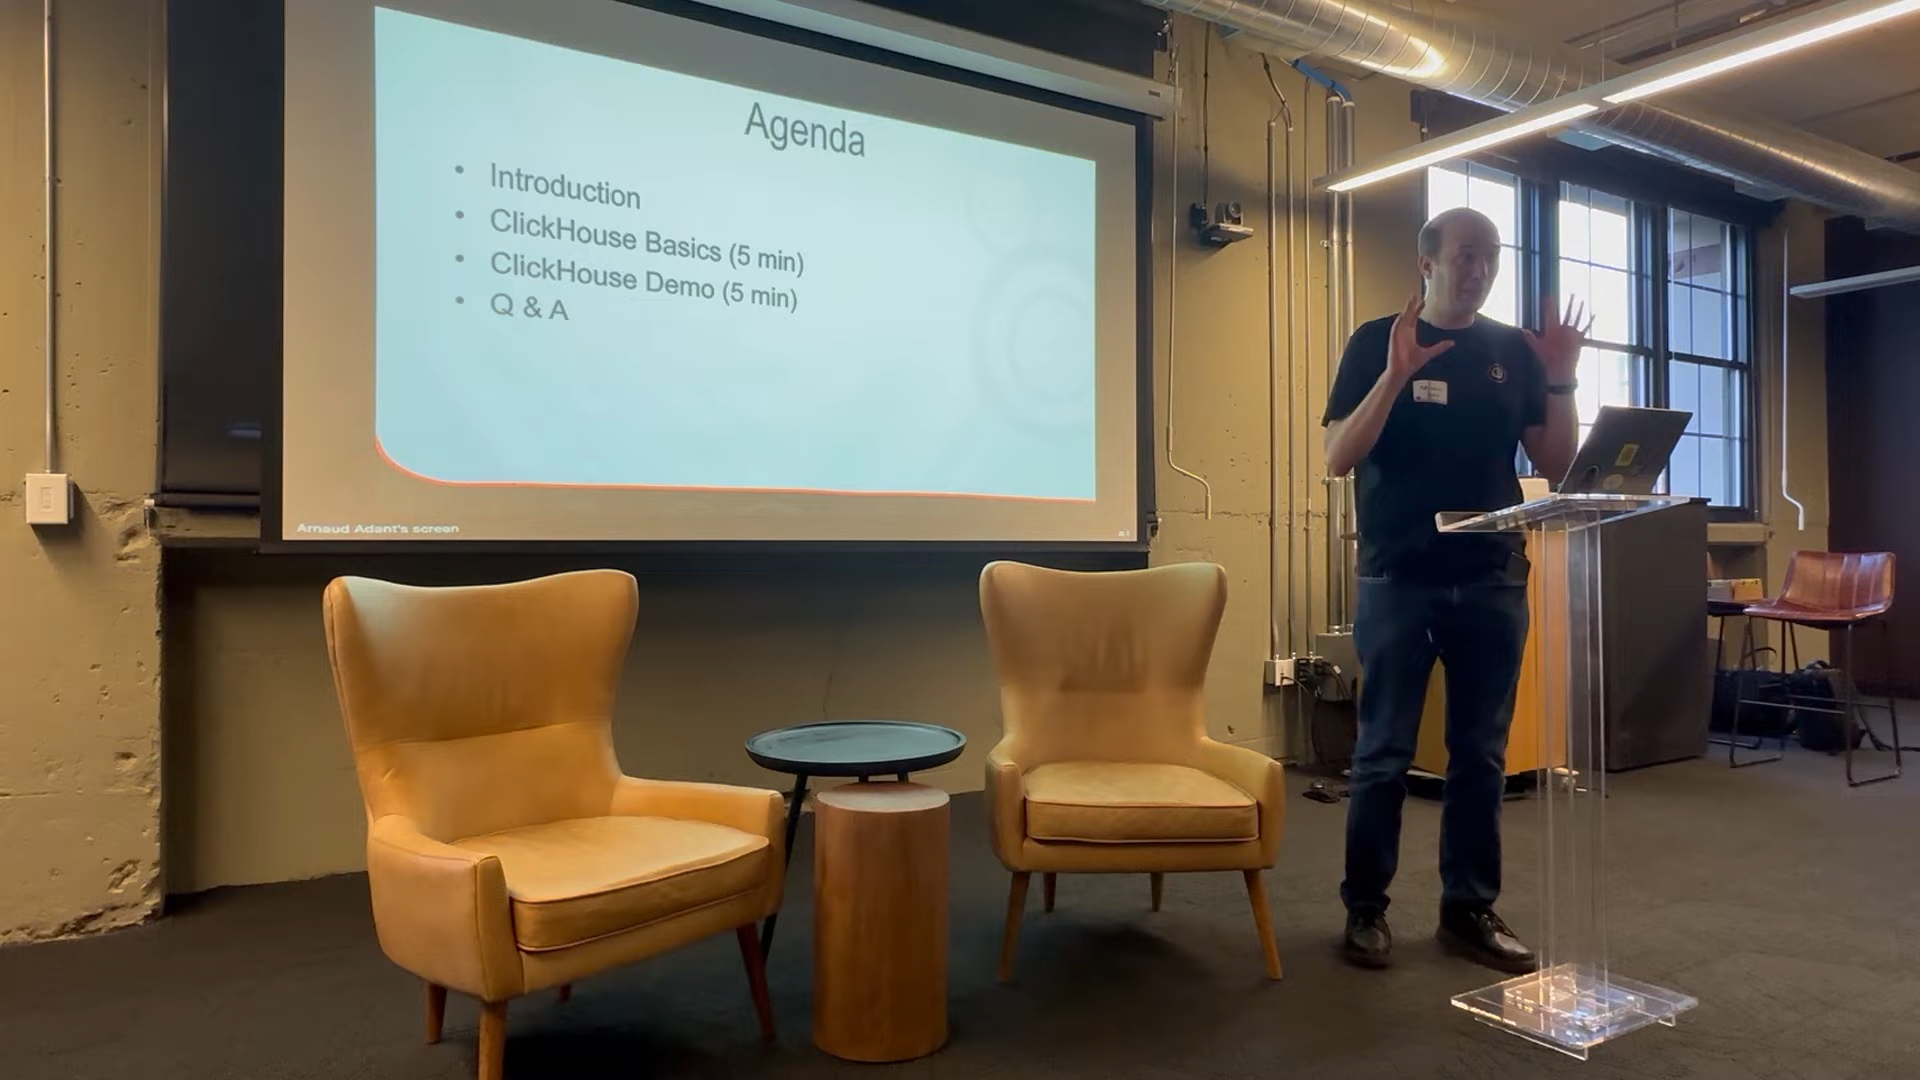 Agenda
• Introduction
• ClickHouse Basics (5 min)
• ClickHouse Demo (5 min)
• Q & A
Arnaud Adant's screen